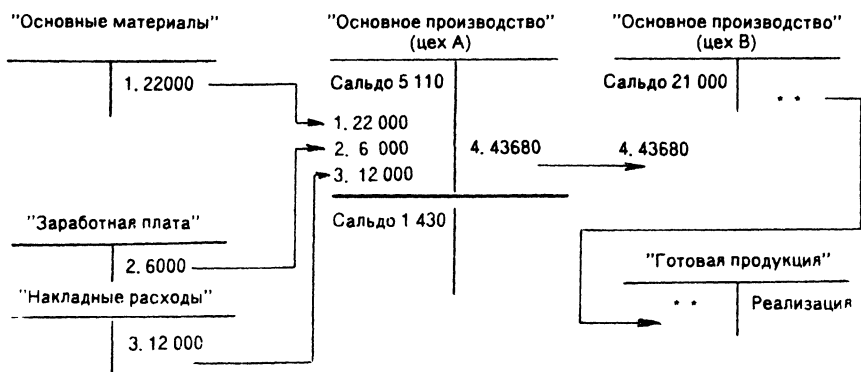 "Основные материалы"
1. 22000
"Основное производство"
(цех А)
Сальдо 5 110
1. 22 000
2. 6 000
3. 12 000
4. 43680
Сальдо 1 430
"Основное производство"
(цех В)
Сальдо 21 000
* *
4. 43680
"Заработная плата"
2. 6000
"Накладные расходы"
3. 12 000
"Готовая продукция"
* *
Реализация